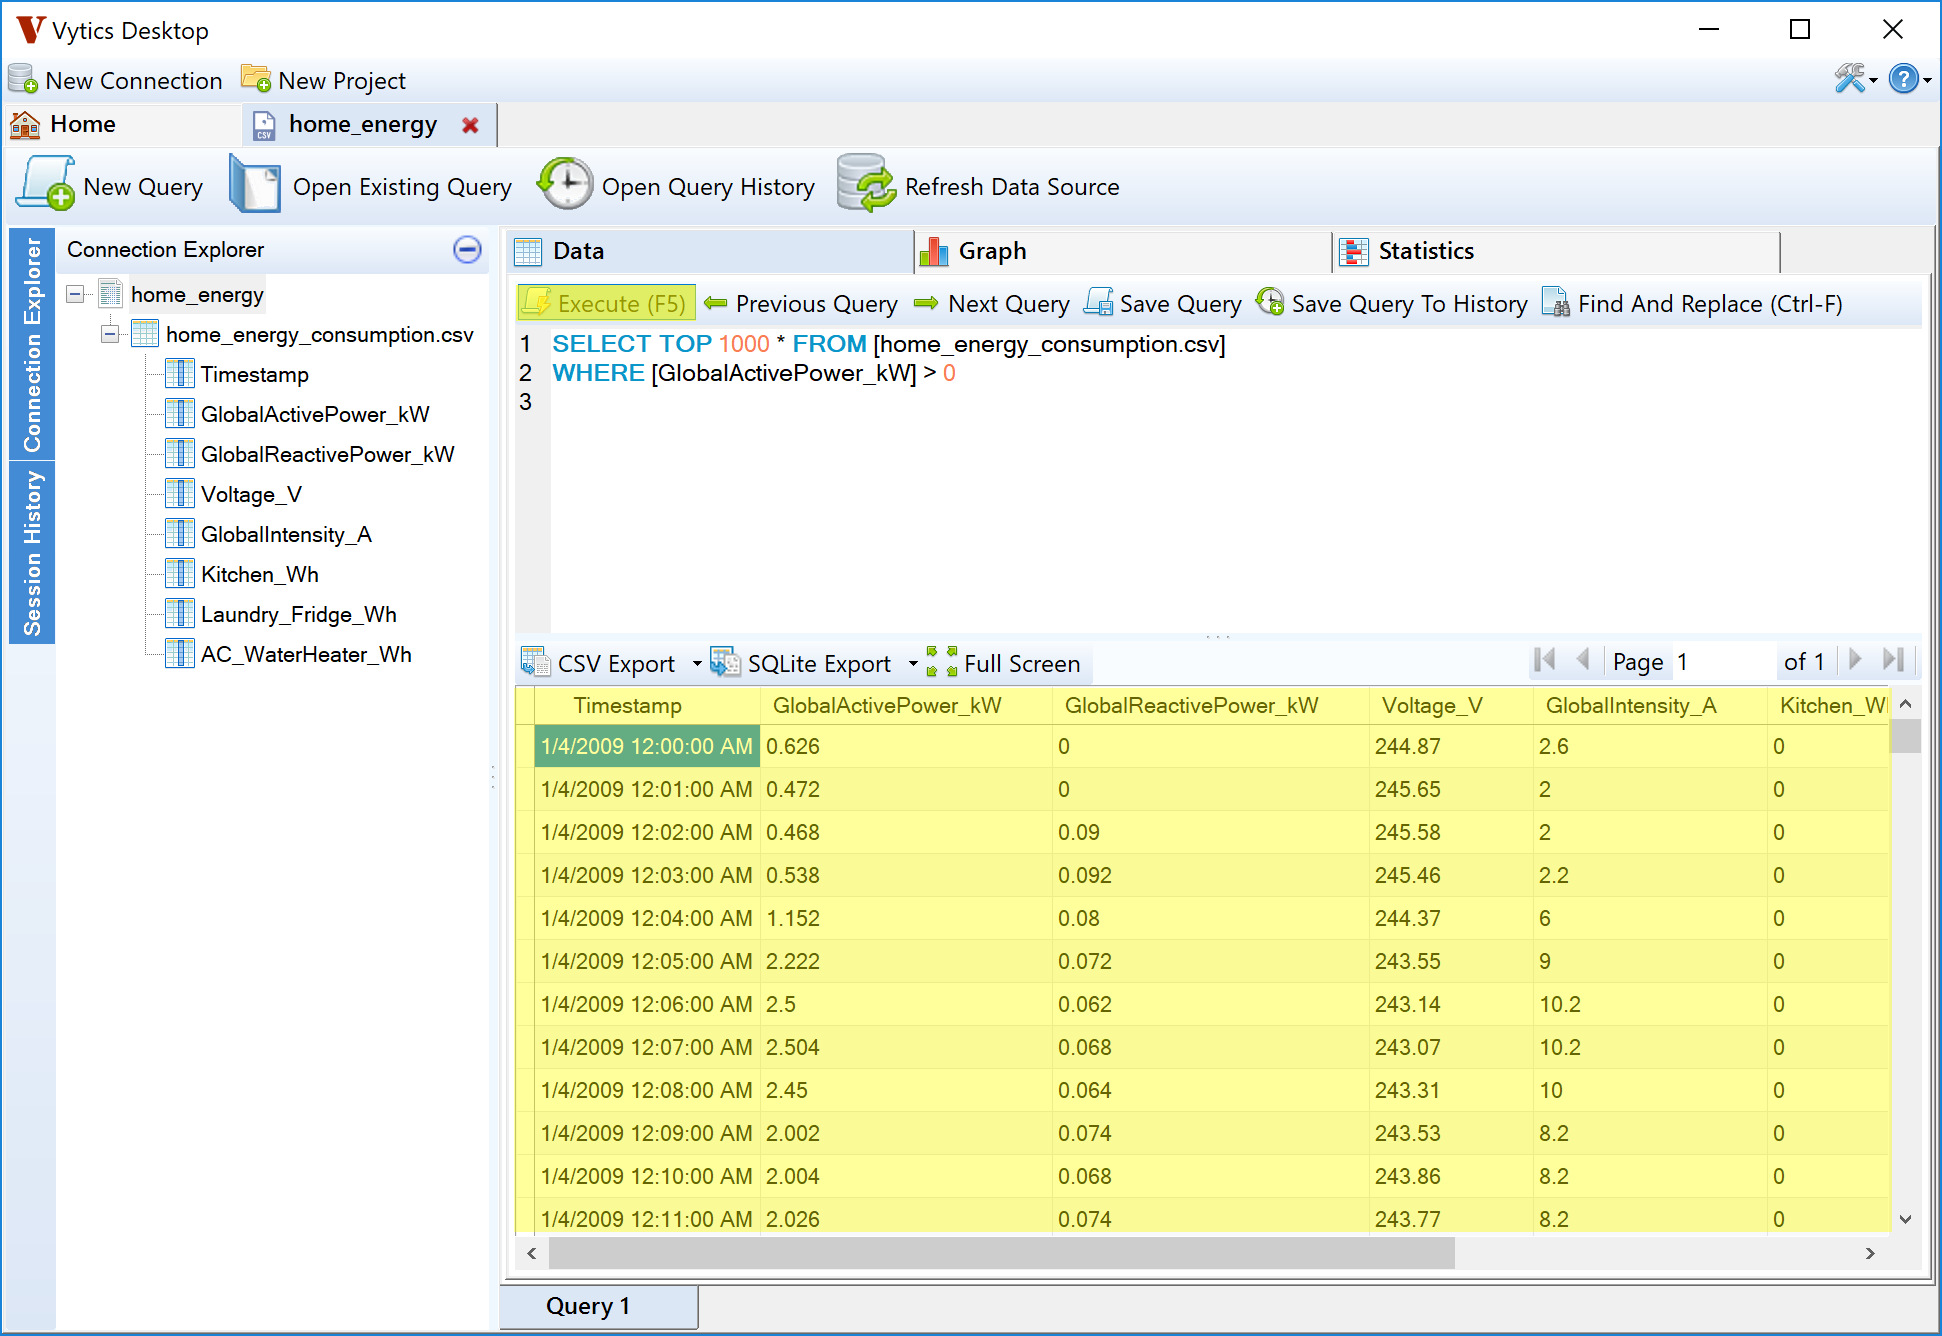 Vytics Desktop
New Connection New Project
Home home_energy
CSV
New Query Open Existing Query Open Query History Refresh Data Source
Connection Explorer
Session History
Connection Explorer
home_energy
home_energy_consumption.csv
Timestamp
GlobalActivePower_kW
GlobalReactivePower_kW
Voltage_V
GlobalIntensity_A
Kitchen_Wh
Laundry_Fridge_Wh
AC_WaterHeater_Wh
Data Graph Statistics
Execute (F5) Previous Query Next Query Save Query Save Query To History Find And Replace (Ctrl-F)
1 SELECT TOP 1000 * FROM [home_energy_consumption.csv]
2 WHERE [GlobalActivePower_kW] > 0
3
CSV Export SQLite Export Full Screen Page 1 of 1
Timestamp GlobalActivePower_kW GlobalReactivePower_kW Voltage_V GlobalIntensity_A Kitchen_W
1/4/2009 12:00:00 AM 0.626 0 244.87 2.6 0
1/4/2009 12:01:00 AM 0.472 0 245.65 2 0
1/4/2009 12:02:00 AM 0.468 0.09 245.58 2 0
1/4/2009 12:03:00 AM 0.538 0.092 245.46 2.2 0
1/4/2009 12:04:00 AM 1.152 0.08 244.37 6 0
1/4/2009 12:05:00 AM 2.222 0.072 243.55 9 0
1/4/2009 12:06:00 AM 2.5 0.062 243.14 10.2 0
1/4/2009 12:07:00 AM 2.504 0.068 243.07 10.2 0
1/4/2009 12:08:00 AM 2.45 0.064 243.31 10 0
1/4/2009 12:09:00 AM 2.002 0.074 243.53 8.2 0
1/4/2009 12:10:00 AM 2.004 0.068 243.86 8.2 0
1/4/2009 12:11:00 AM 2.026 0.074 243.77 8.2 0
Query 1